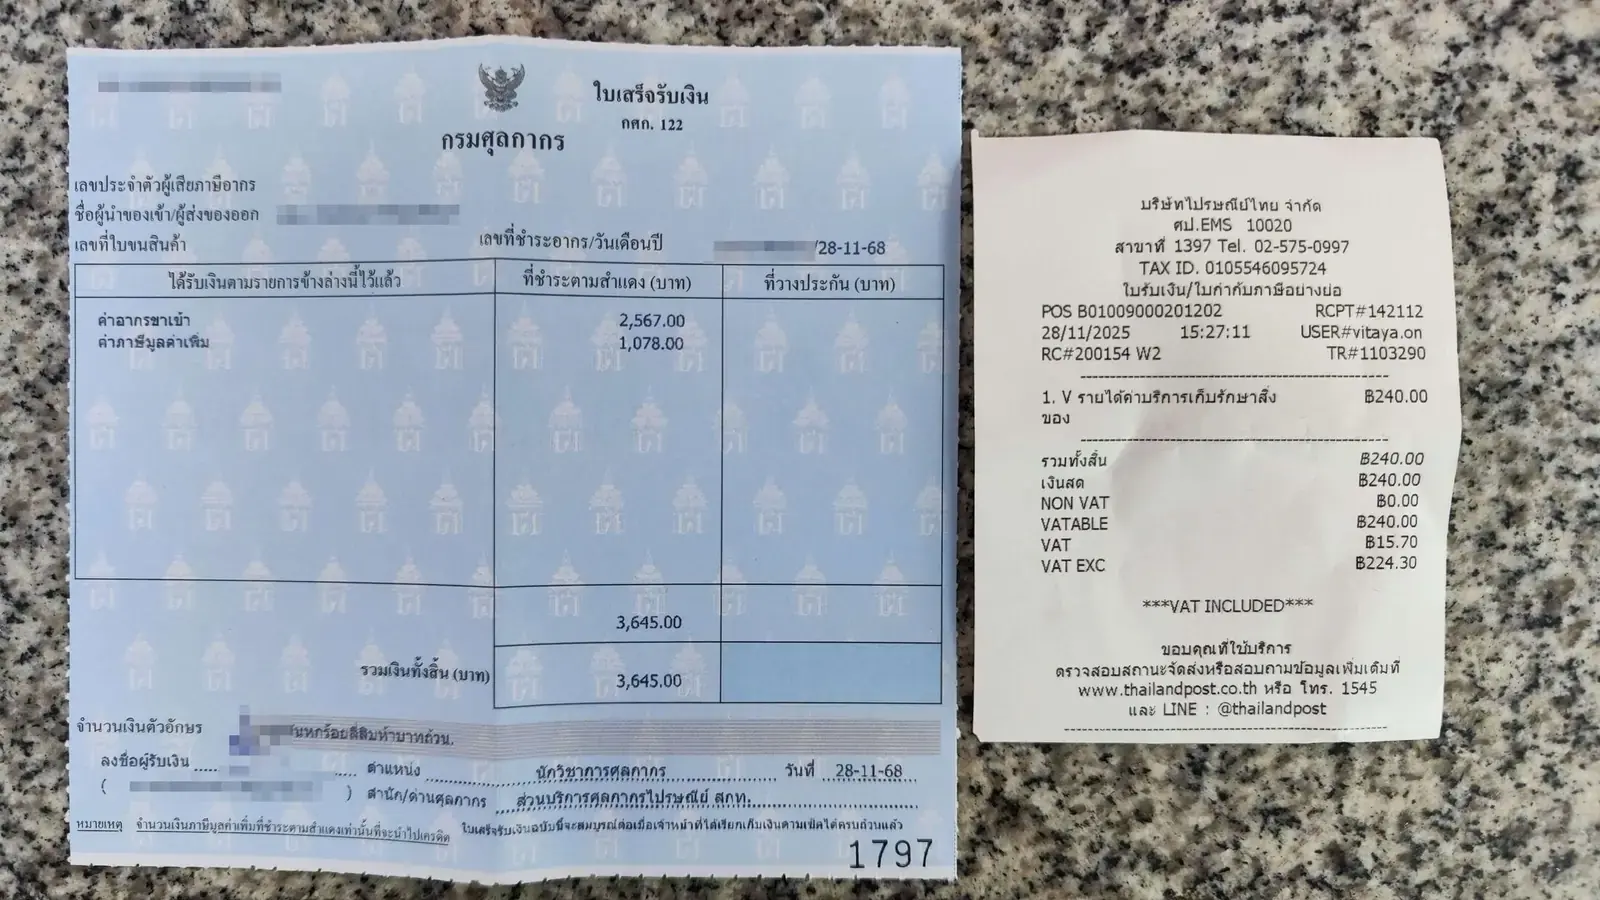 ใบเสร็จรับเงิน
กศก. 122
กรมศุลกากร
เลขประจำตัวผู้เสียภาษีอากร
ชื่อผู้นำของเข้า/ผู้ส่งของออก
เลขที่ใบขนสินค้า
เลขที่ชำระอากร/วันเดือนปี /28-11-68
ได้รับเงินตามรายการข้างล่างนี้ไว้แล้ว ที่ชำระตามสำแดง (บาท) ที่วางประกัน (บาท)
ค่าอากรขาเข้า 2,567.00
ค่าภาษีมูลค่าเพิ่ม 1,078.00
3,645.00
รวมเงินทั้งสิ้น (บาท) 3,645.00
จำนวนเงินตัวอักษร หกร้อยสี่สิบห้าบาทถ้วน.
ลงชื่อผู้รับเงิน ตำแหน่ง นักวิชาการศุลกากร วันที่ 28-11-68
( ) สำนัก/ด่านศุลกากร ส่วนบริการศุลกากรไปรษณีย์ สกท.
หมายเหตุ จำนวนเงินภาษีมูลค่าเพิ่มที่ชำระตามสำแดงเท่านั้นที่จะนำไปเครดิต ใบเสร็จรับเงินฉบับนี้จะสมบูรณ์ต่อเมื่อเจ้าหน้าที่ได้เรียกเก็บเงินตามเช็คได้ครบถ้วนแล้ว
1797
บริษัทไปรษณีย์ไทย จำกัด
ศป.EMS 10020
สาขาที่ 1397 Tel. 02-575-0997
TAX ID. 0105546095724
ใบรับเงิน/ใบกำกับภาษีอย่างย่อ
POS B01009000201202 RCPT#142112
28/11/2025 15:27:11 USER#vitaya.on
RC#200154 W2 TR#1103290
1. V รายได้ค่าบริการเก็บรักษาสิ่ง ฿240.00
ของ
รวมทั้งสิ้น ฿240.00
เงินสด ฿240.00
NON VAT ฿0.00
VATABLE ฿240.00
VAT ฿15.70
VAT EXC ฿224.30
***VAT INCLUDED***
ขอบคุณที่ใช้บริการ
ตรวจสอบสถานะจัดส่งหรือสอบถามข้อมูลเพิ่มเติมที่
www.thailandpost.co.th หรือ โทร. 1545
และ LINE : @thailandpost